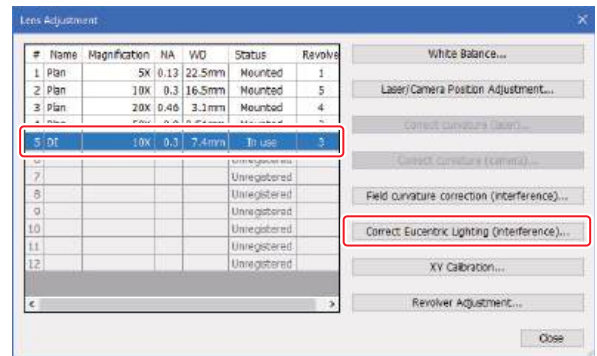 Lens Adjustment
# Name Magnification NA WD Status Revolve
1 Plan 5X 0.13 22.5mm Mounted 1
2 Plan 10X 0.3 16.5mm Mounted 5
3 Plan 20X 0.46 3.1mm Mounted 4
5 DI 10X 0.3 7.4mm In use 3
6 Unregistered
7 Unregistered
8 Unregistered
9 Unregistered
10 Unregistered
11 Unregistered
12 Unregistered
White Balance...
Laser/Camera Position Adjustment...
Correct curvature (laser)...
Correct curvature (camera)...
Field curvature correction (interference)...
Correct Eucentric Lighting (interference)...
XY Calibration...
Revolver Adjustment...
Close